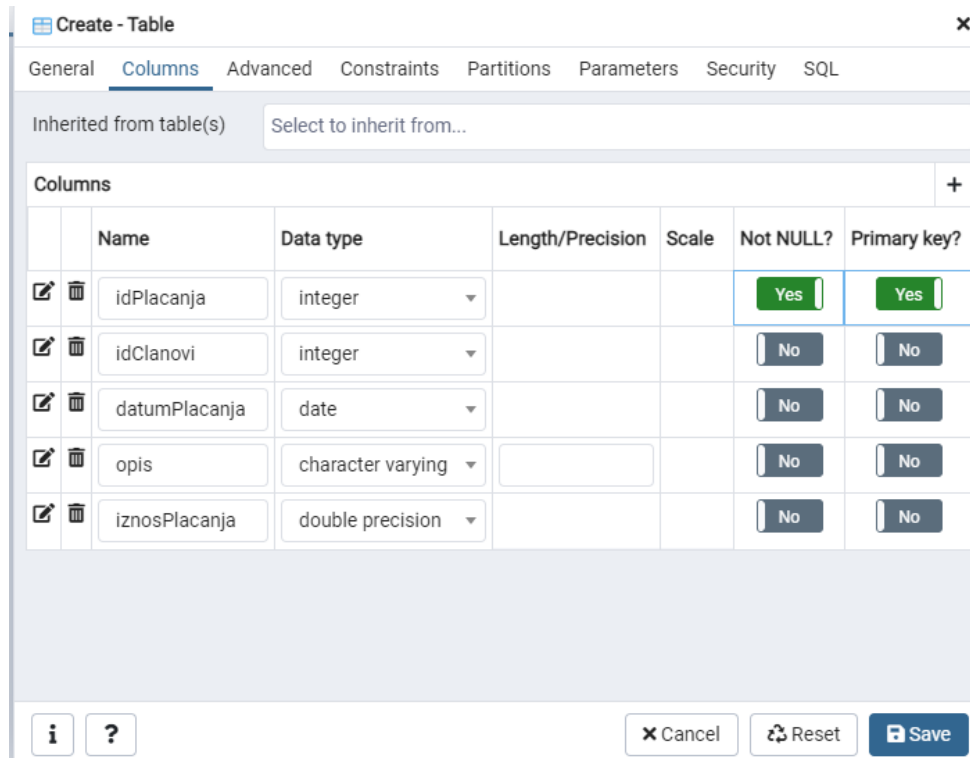 Create - Table
General Columns Advanced Constraints Partitions Parameters Security SQL
Inherited from table(s) Select to inherit from...
Columns
Name Data type Length/Precision Scale Not NULL? Primary key?
idPlacanja integer Yes Yes
idClanovi integer No No
datumPlacanja date No No
opis character varying No No
iznosPlacanja double precision No No
i ? Cancel Reset Save